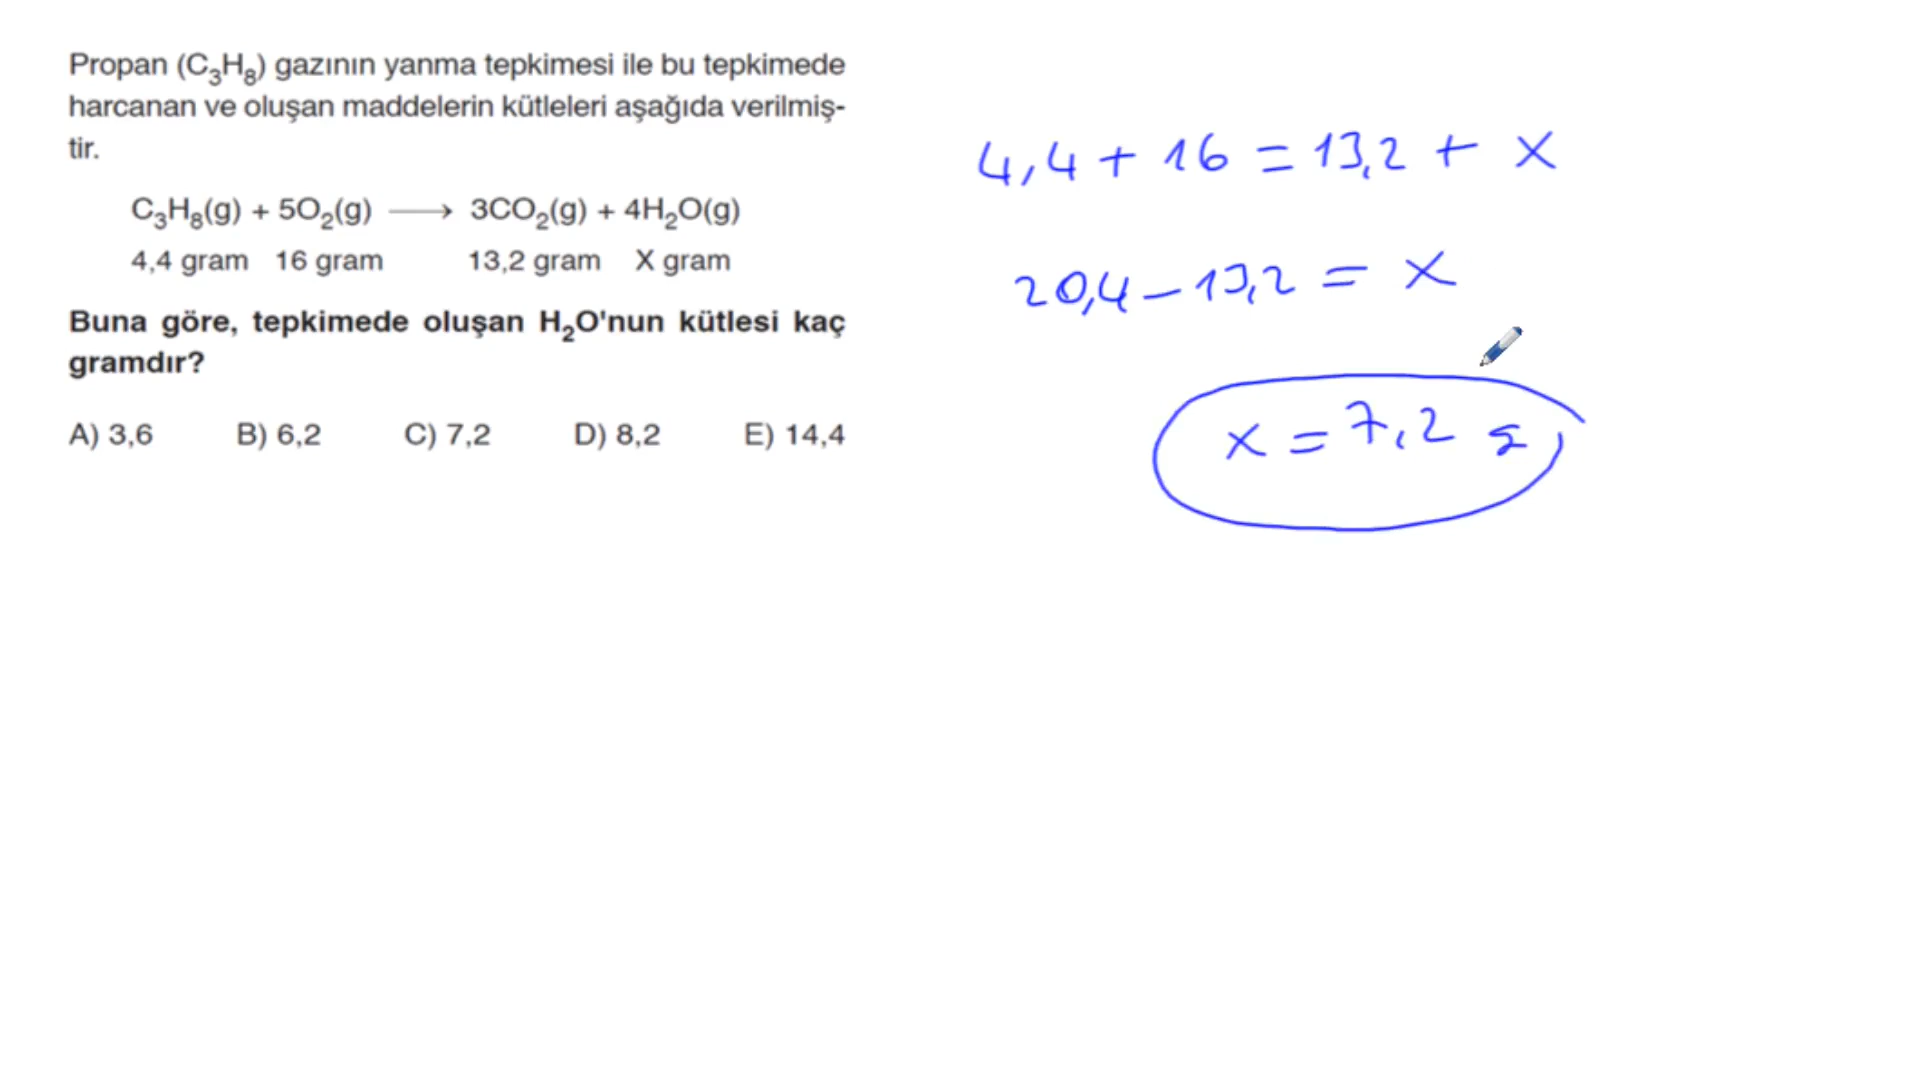 Propan (C₃H₈) gazının yanma tepkimesi ile bu tepkimede
harcanan ve oluşan maddelerin kütleleri aşağıda verilmiş-
tir.
C₃H₈(g) + 5O₂(g) ⟶ 3CO₂(g) + 4H₂O(g)
4,4 gram 16 gram 13,2 gram X gram
Buna göre, tepkimede oluşan H₂O'nun kütlesi kaç
gramdır?
A) 3,6 B) 6,2 C) 7,2 D) 8,2 E) 14,4
4,4 + 16 = 13,2 + X
20,4 – 13,2 = X
x = 7,2 g